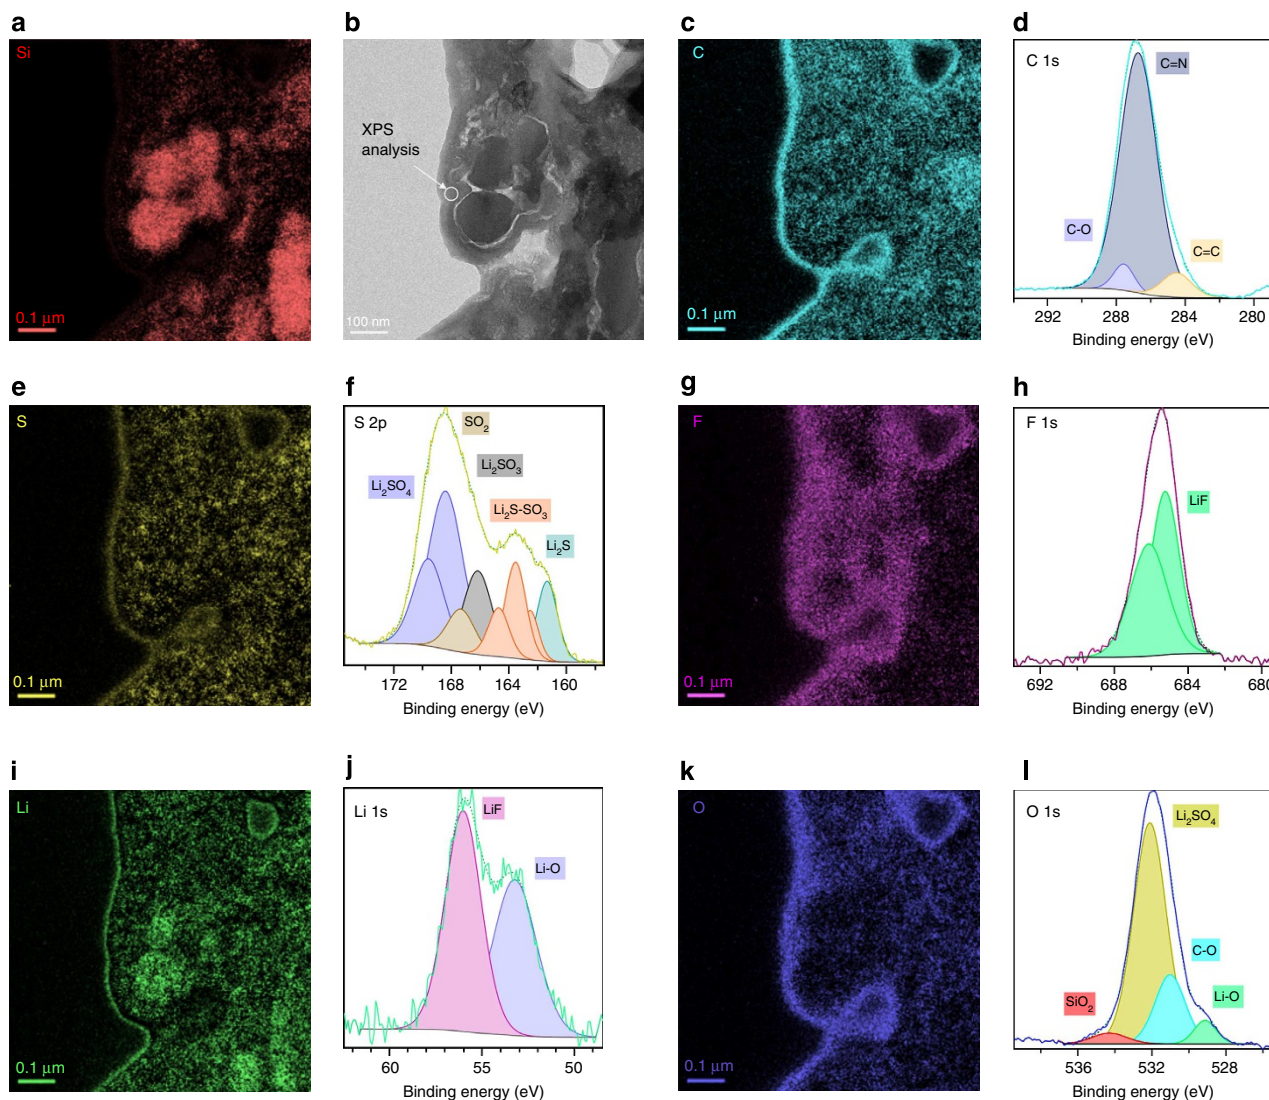 a
Si
0.1 μm
b
XPS
analysis
100 nm
c
C
0.1 μm
d
C 1s
C=N
C-O
C=C
292 288 284 280
Binding energy (eV)
e
S
0.1 μm
f
S 2p
SO2
Li2SO3
Li2SO4
Li2S-SO3
Li2S
172 168 164 160
Binding energy (eV)
g
F
0.1 μm
h
F 1s
LiF
692 688 684 680
Binding energy (eV)
i
Li
0.1 μm
j
Li 1s
LiF
Li-O
60 55 50
Binding energy (eV)
k
O
0.1 μm
l
O 1s
Li2SO4
C-O
SiO2
Li-O
536 532 528
Binding energy (eV)